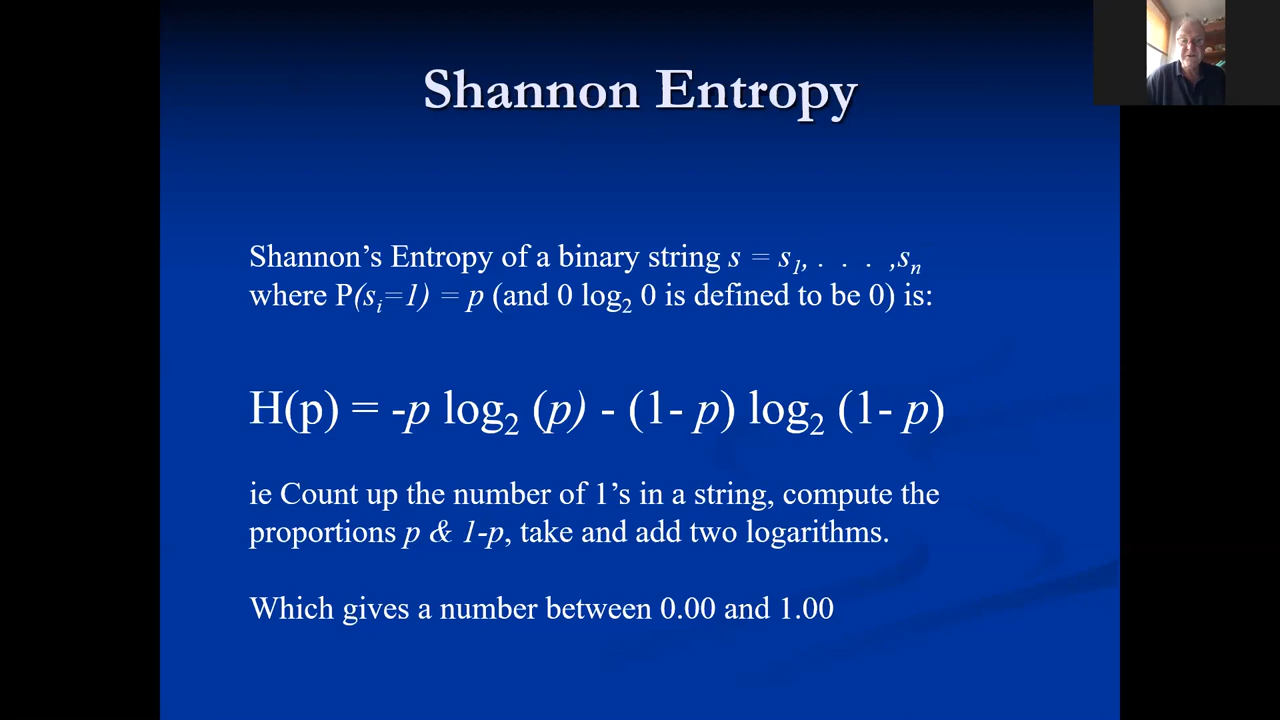 Shannon Entropy
Shannon's Entropy of a binary string s = s1, . . . ,sn
where P(si=1) = p (and 0 log2 0 is defined to be 0) is:
H(p) = -p log2 (p) - (1- p) log2 (1- p)
ie Count up the number of 1's in a string, compute the
proportions p & 1-p, take and add two logarithms.
Which gives a number between 0.00 and 1.00